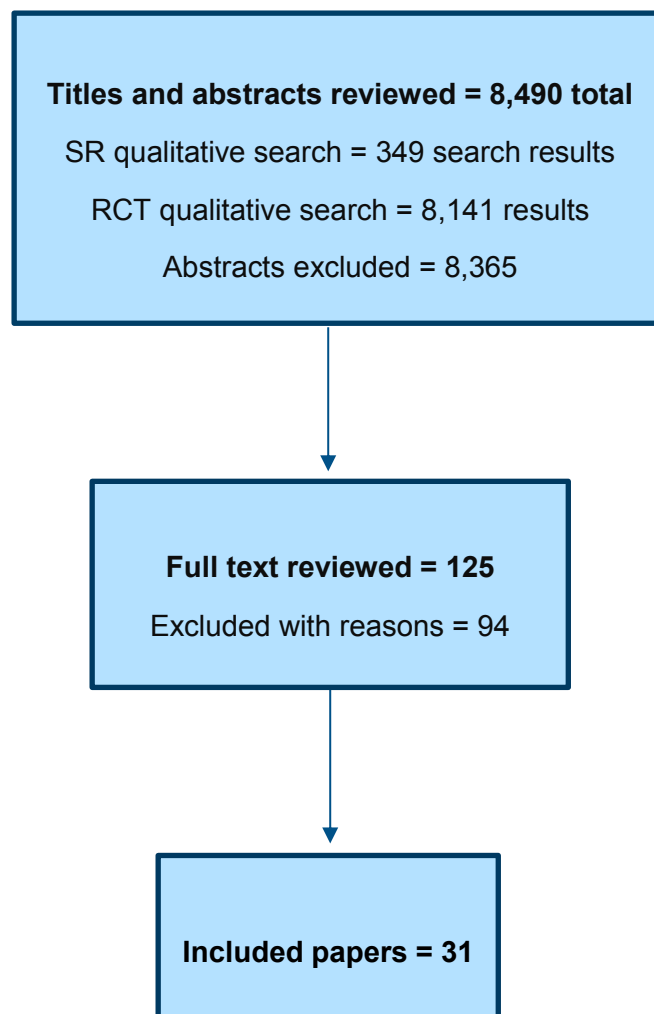 Titles and abstracts reviewed = 8,490 total
SR qualitative search = 349 search results
RCT qualitative search = 8,141 results
Abstracts excluded = 8,365
Full text reviewed = 125
Excluded with reasons = 94
Included papers = 31